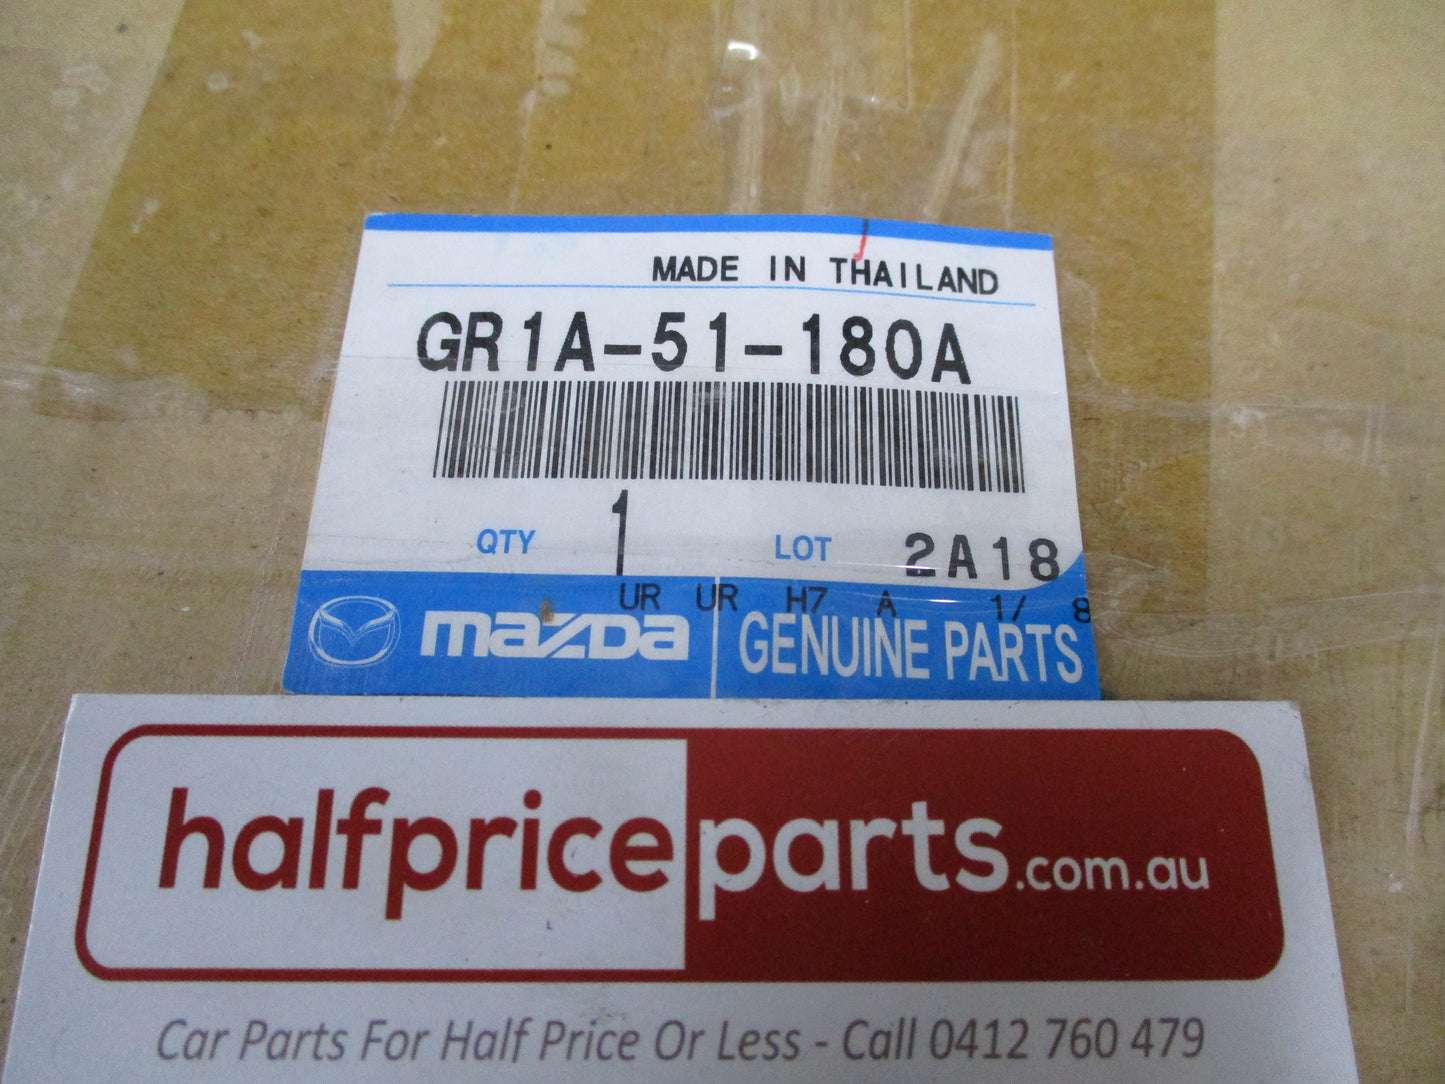 MADE IN THAILAND
GR1A-51-180A
QTY 1 LOT 2A18
UR UR H7 A 1/ 8
mazda GENUINE PARTS
halfpriceparts.com.au
Car Parts For Half Price Or Less - Call 0412 760 479